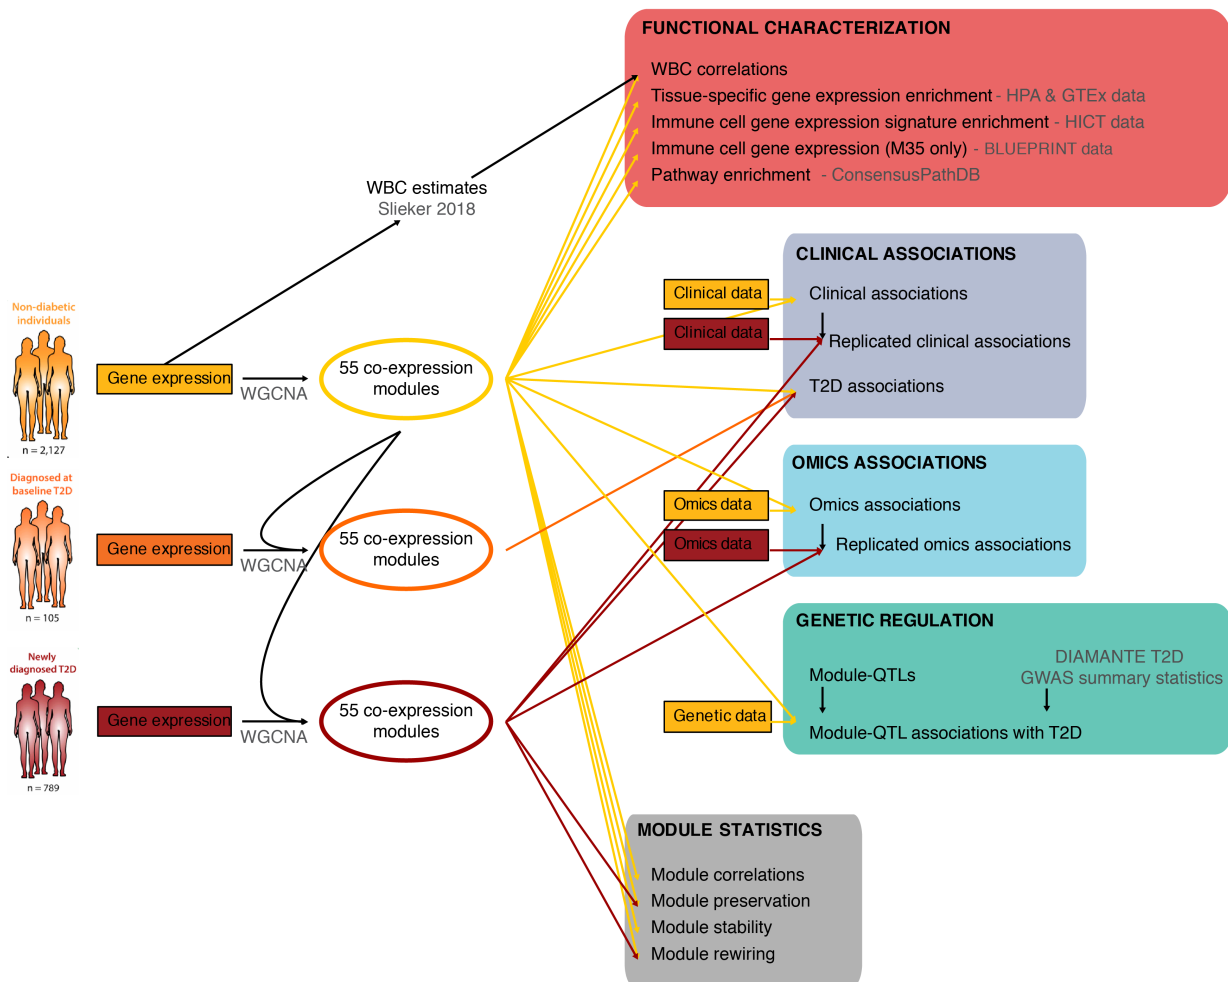 FUNCTIONAL CHARACTERIZATION
WBC correlations
Tissue-specific gene expression enrichment - HPA & GTEx data
Immune cell gene expression signature enrichment - HICT data
Immune cell gene expression (M35 only) - BLUEPRINT data
Pathway enrichment - ConsensusPathDB
WBC estimates
Slieker 2018
CLINICAL ASSOCIATIONS
Clinical data
Clinical associations
Clinical data
Replicated clinical associations
T2D associations
Non-diabetic
individuals
n = 2,127
Gene expression
WGCNA
55 co-expression
modules
OMICS ASSOCIATIONS
Omics data
Omics associations
Omics data
Replicated omics associations
Diagnosed at
baseline T2D
n = 105
Gene expression
WGCNA
55 co-expression
modules
GENETIC REGULATION
DIAMANTE T2D
GWAS summary statistics
Module-QTLs
Genetic data
Module-QTL associations with T2D
Newly
diagnosed T2D
n = 789
Gene expression
WGCNA
55 co-expression
modules
MODULE STATISTICS
Module correlations
Module preservation
Module stability
Module rewiring